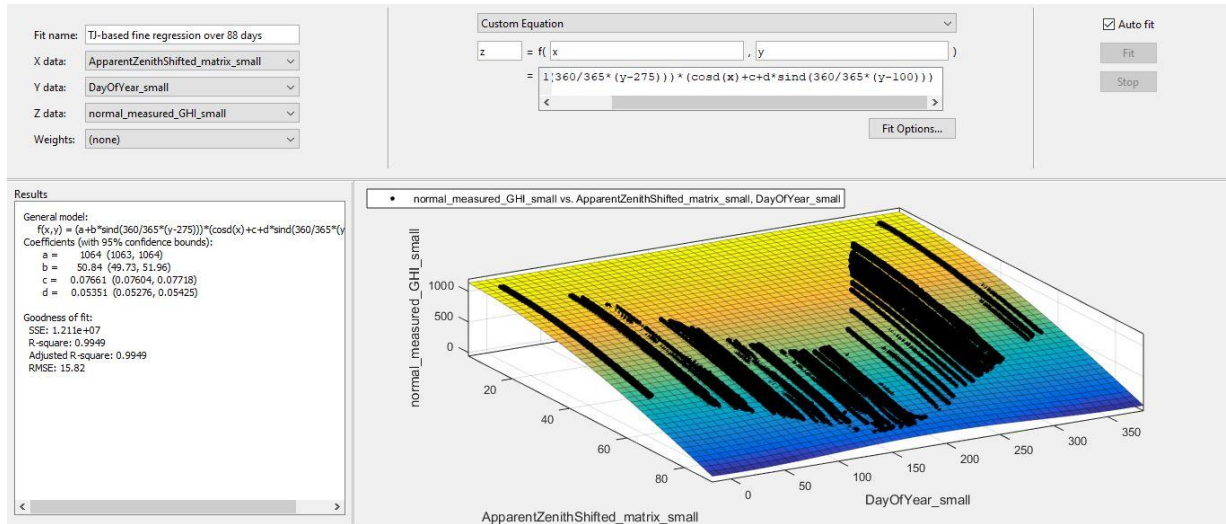 Fit name: TJ-based fine regression over 88 days
X data: ApparentZenithShifted_matrix_small
Y data: DayOfYear_small
Z data: normal_measured_GHI_small
Weights: (none)
Custom Equation
z = f( x , y )
= 360/365*(y-275)))*(cosd(x)+c+d*sind(360/365*(y-100)))
Fit Options...
Auto fit
Fit
Stop
Results
General model:
f(x,y) = (a+b*sind(360/365*(y-275)))*(cosd(x)+c+d*sind(360/365*(y
Coefficients (with 95% confidence bounds):
a = 1064 (1063, 1064)
b = 50.84 (49.73, 51.96)
c = 0.07661 (0.07604, 0.07718)
d = 0.05351 (0.05276, 0.05425)
Goodness of fit:
SSE: 1.211e+07
R-square: 0.9949
Adjusted R-square: 0.9949
RMSE: 15.82
normal_measured_GHI_small vs. ApparentZenithShifted_matrix_small, DayOfYear_small
normal_measured_GHI_small
1000
500
0
20
40
60
80
0
50
100
150
200
250
300
350
DayOfYear_small
ApparentZenithShifted_matrix_small